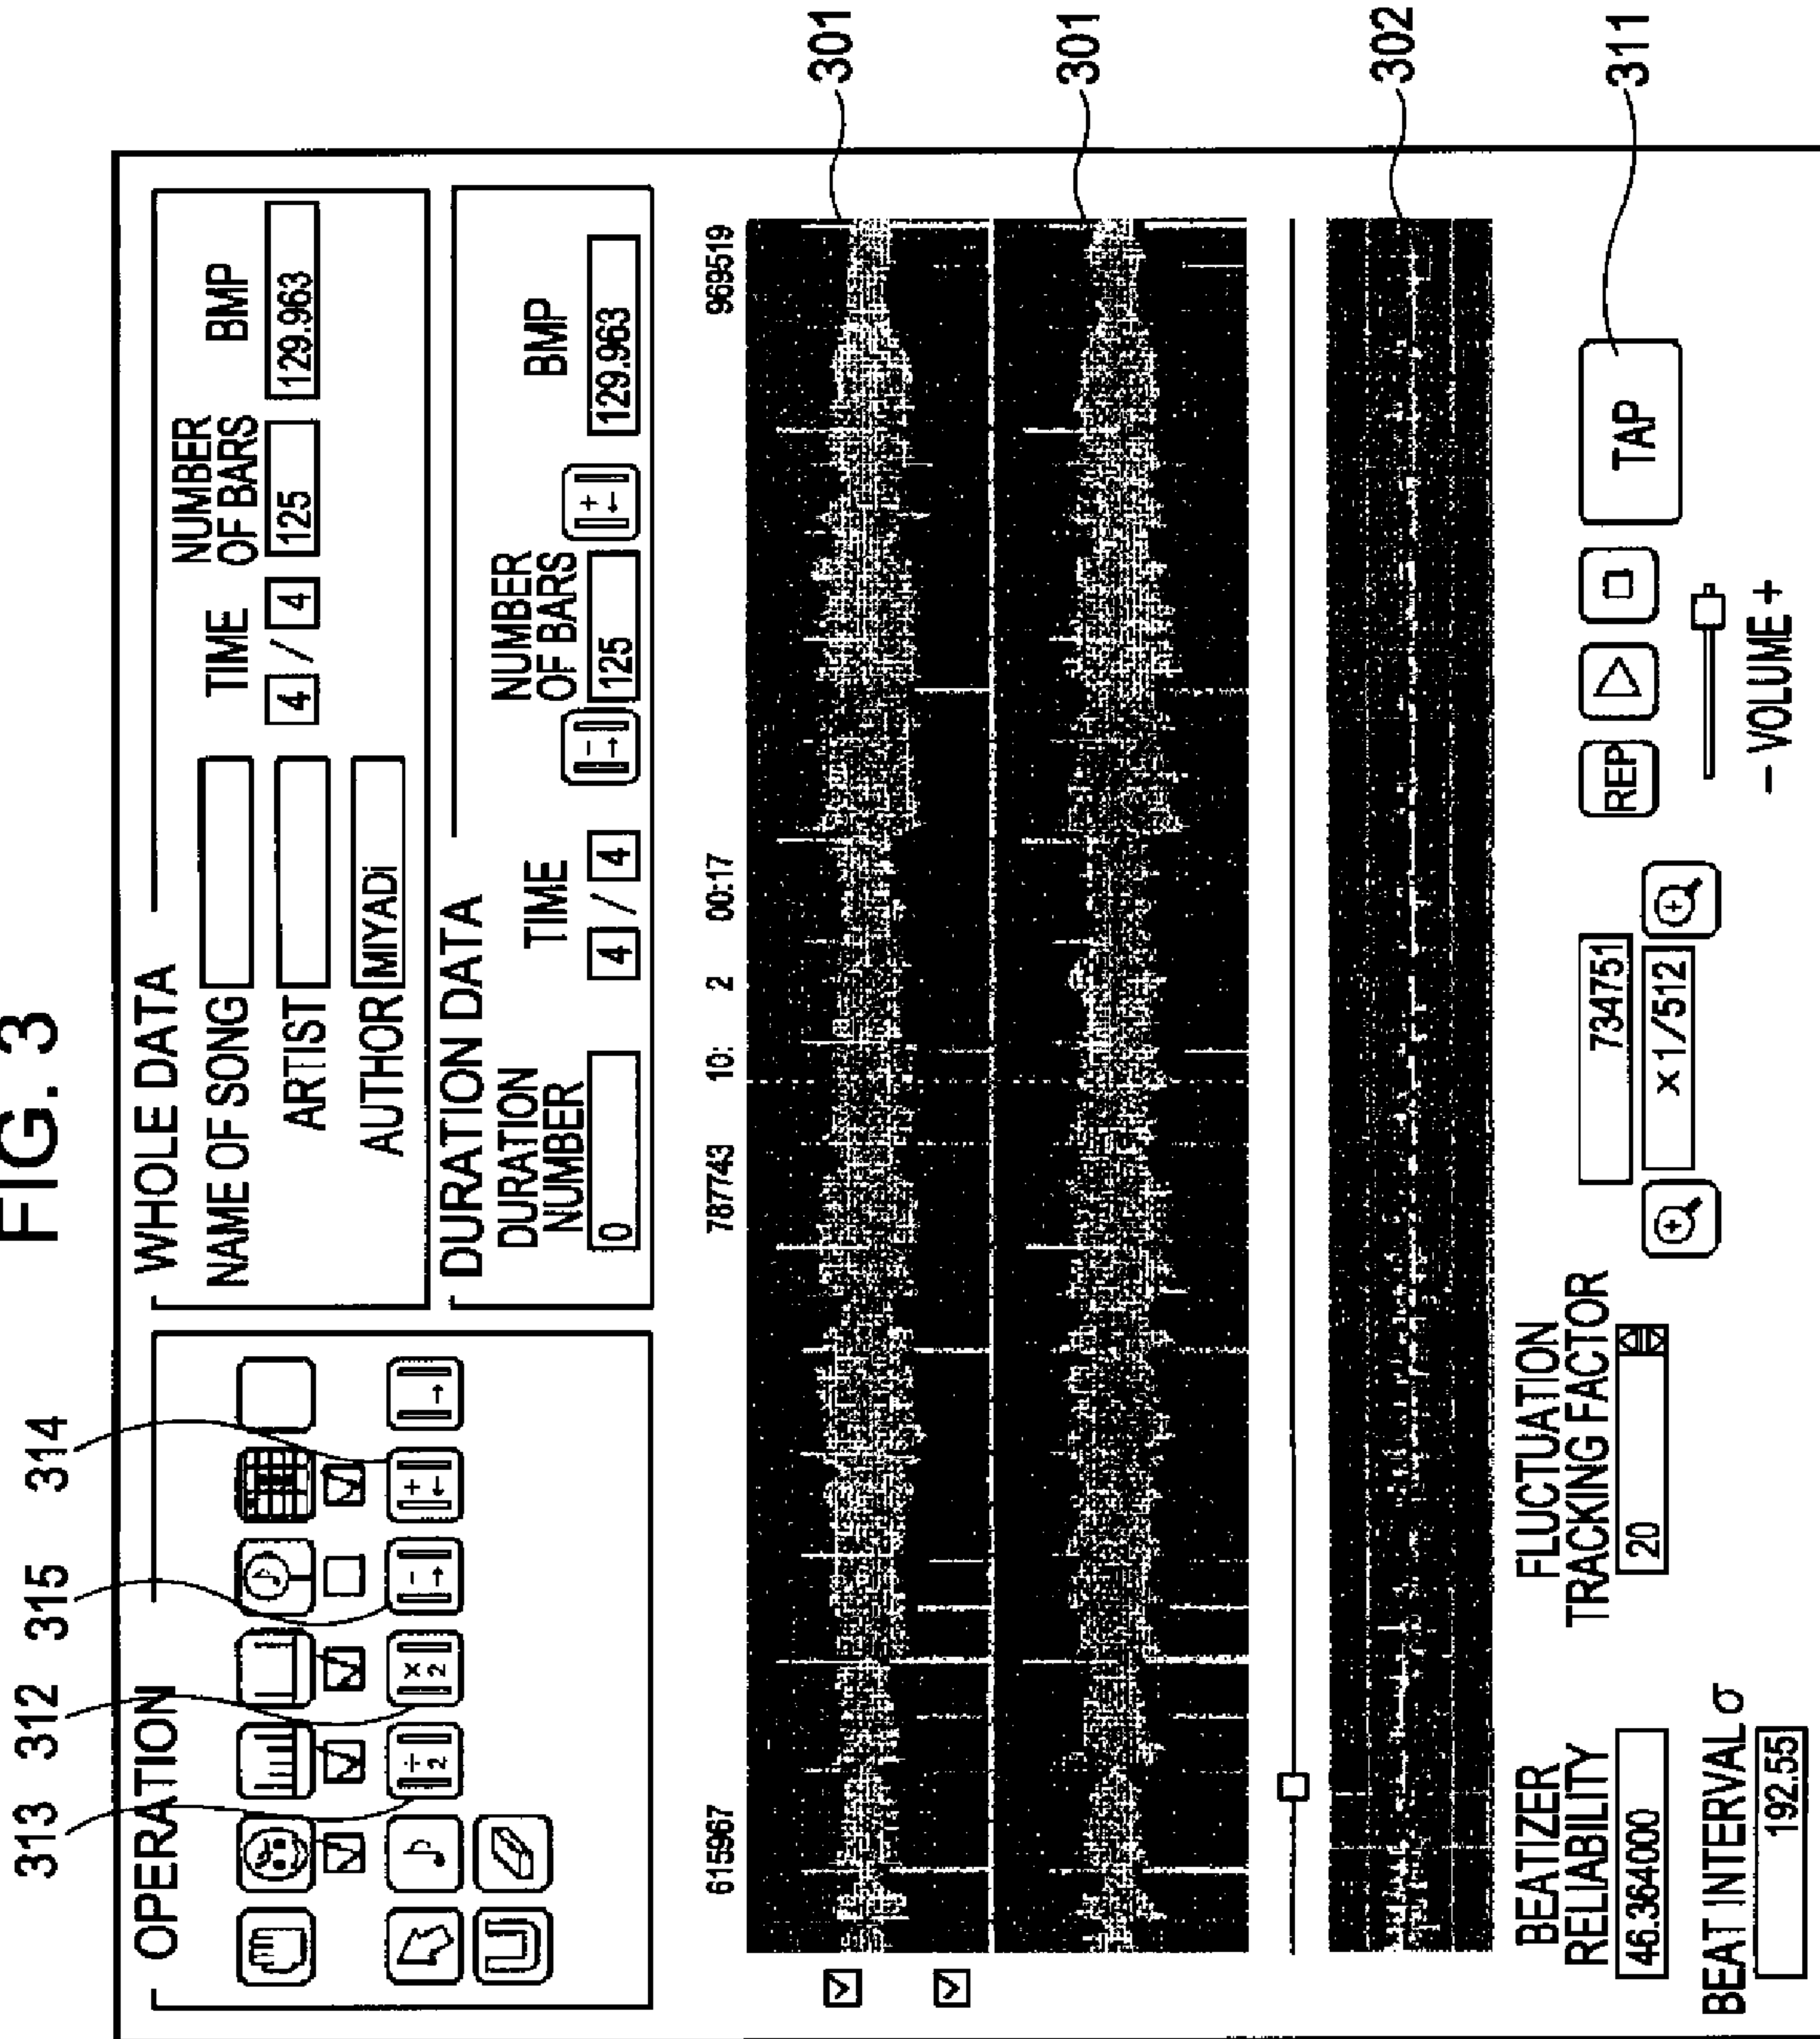 FIG. 3
313 312 315 314
OPERATION
÷ 2
× 2
WHOLE DATA
NAME OF SONG
ARTIST
AUTHOR MIYADi
TIME
4 / 4
NUMBER
OF BARS
125
BMP
129.963
DURATION DATA
DURATION
NUMBER
0
TIME
4 / 4
NUMBER
OF BARS
125
BMP
129.963
615967 787743 10: 2 00:17 969519
301
301
302
BEATIZER
RELIABILITY
46.364000
BEAT INTERVAL σ
192.55
FLUCTUATION
TRACKING FACTOR
20
734751
×1/512
REP
TAP
311
− VOLUME +